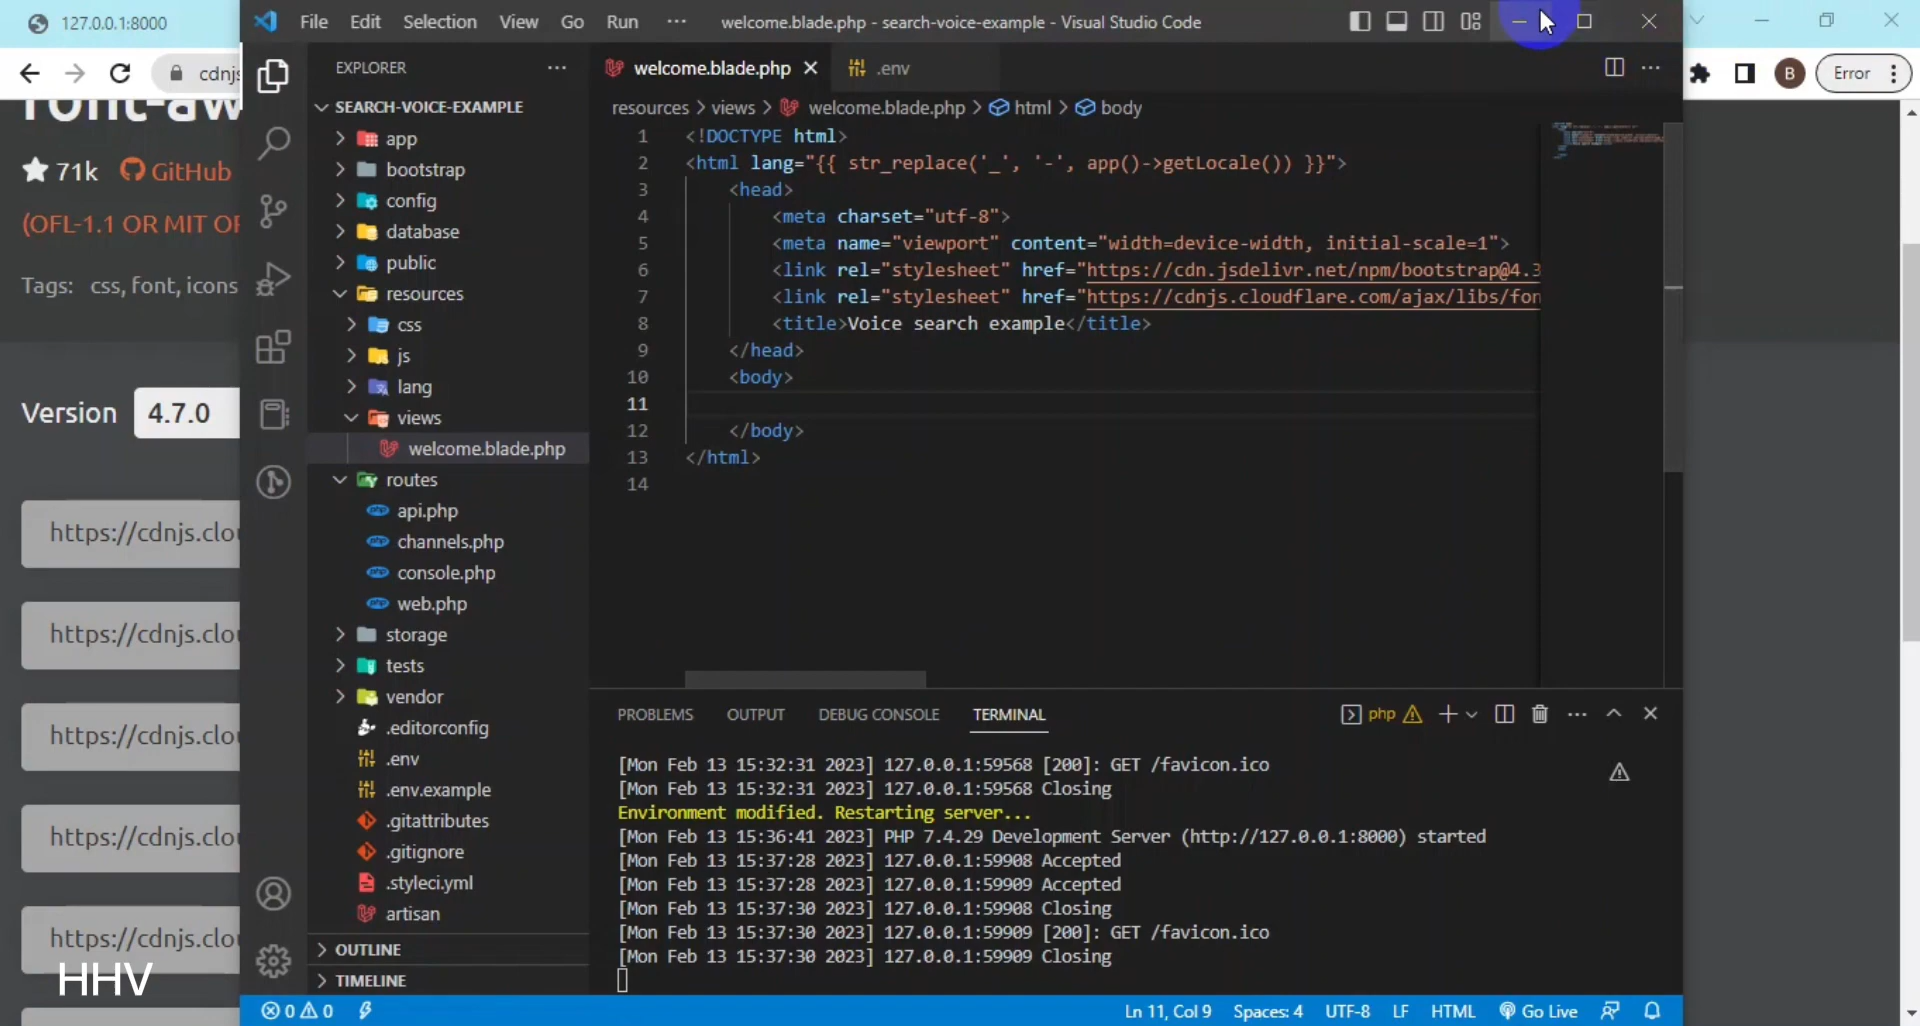 127.0.0.1:8000
cdnjs
71k GitHub
Tags: css, font, icons
Version 4.7.0
https://cdnjs.clou
https://cdnjs.clou
https://cdnjs.clou
https://cdnjs.clou
https://cdnjs.clou
HHV
File Edit Selection View Go Run ··· welcome.blade.php - search-voice-example - Visual Studio Code
EXPLORER ···
SEARCH-VOICE-EXAMPLE
app
bootstrap
config
database
public
resources
css
js
lang
views
welcome.blade.php
routes
api.php
channels.php
console.php
web.php
storage
tests
vendor
.editorconfig
.env
.env.example
.gitattributes
.gitignore
.styleci.yml
artisan
OUTLINE
TIMELINE
welcome.blade.php .env
resources > views > welcome.blade.php > html > body
1 <!DOCTYPE html>
2 <html lang="{{ str_replace('_', '-', app()->getLocale()) }}">
3 <head>
4 <meta charset="utf-8">
5 <meta name="viewport" content="width=device-width, initial-scale=1">
6 <link rel="stylesheet" href="https://cdn.jsdelivr.net/npm/bootstrap@4.3
7 <link rel="stylesheet" href="https://cdnjs.cloudflare.com/ajax/libs/fon
8 <title>Voice search example</title>
9 </head>
10 <body>
11
12 </body>
13 </html>
14
PROBLEMS OUTPUT DEBUG CONSOLE TERMINAL php
[Mon Feb 13 15:32:31 2023] 127.0.0.1:59568 [200]: GET /favicon.ico
[Mon Feb 13 15:32:31 2023] 127.0.0.1:59568 Closing
Environment modified. Restarting server...
[Mon Feb 13 15:36:41 2023] PHP 7.4.29 Development Server (http://127.0.0.1:8000) started
[Mon Feb 13 15:37:28 2023] 127.0.0.1:59908 Accepted
[Mon Feb 13 15:37:28 2023] 127.0.0.1:59909 Accepted
[Mon Feb 13 15:37:30 2023] 127.0.0.1:59908 Closing
[Mon Feb 13 15:37:30 2023] 127.0.0.1:59909 [200]: GET /favicon.ico
[Mon Feb 13 15:37:30 2023] 127.0.0.1:59909 Closing
0 0 Ln 11, Col 9 Spaces: 4 UTF-8 LF HTML Go Live
B Error
(OFL-1.1 OR MIT OR